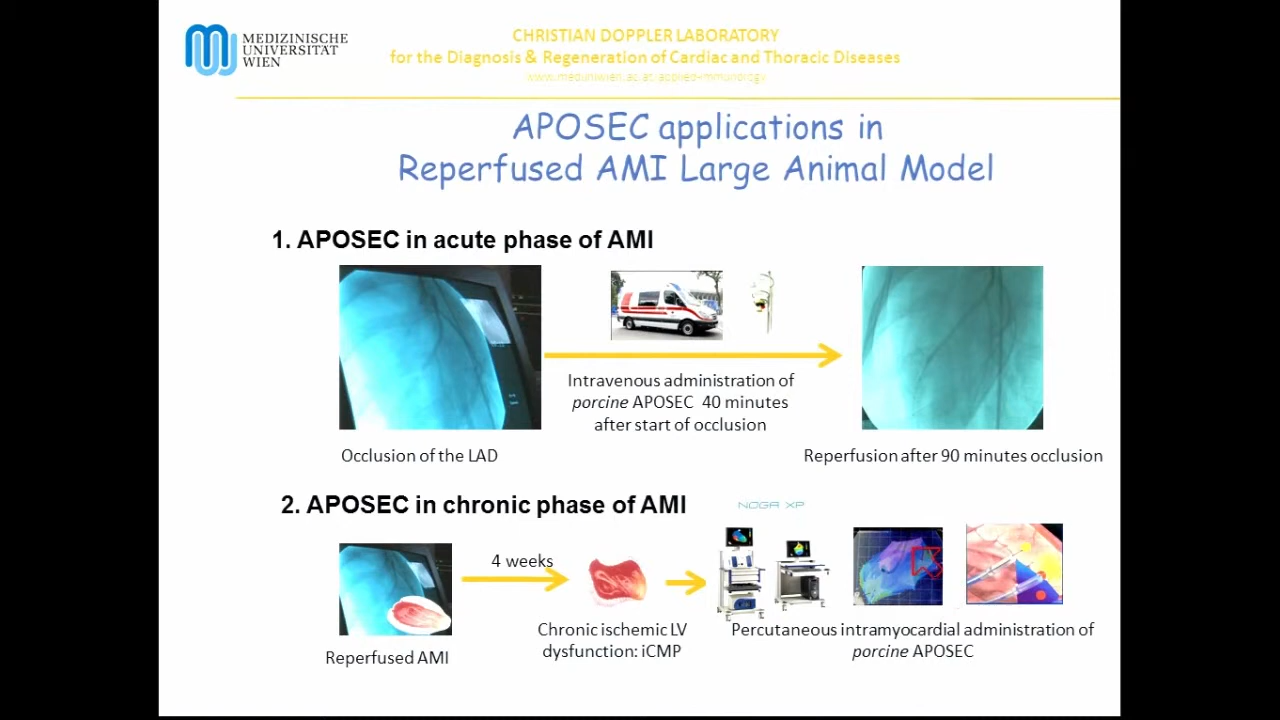 MEDIZINISCHE
UNIVERSITÄT
WIEN
CHRISTIAN DOPPLER LABORATORY
for the Diagnosis & Regeneration of Cardiac and Thoracic Diseases
APOSEC applications in
Reperfused AMI Large Animal Model
1. APOSEC in acute phase of AMI
Intravenous administration of
porcine APOSEC 40 minutes
after start of occlusion
Occlusion of the LAD
Reperfusion after 90 minutes occlusion
2. APOSEC in chronic phase of AMI
NOGA XP
4 weeks
Chronic ischemic LV
dysfunction: iCMP
Percutaneous intramyocardial administration of
porcine APOSEC
Reperfused AMI